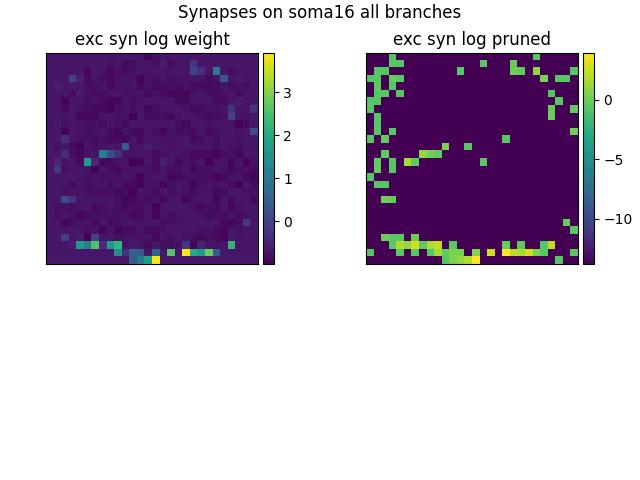 Synapses on soma16 all branches
exc syn log weight
exc syn log pruned
3
2
1
0
0
−5
−10